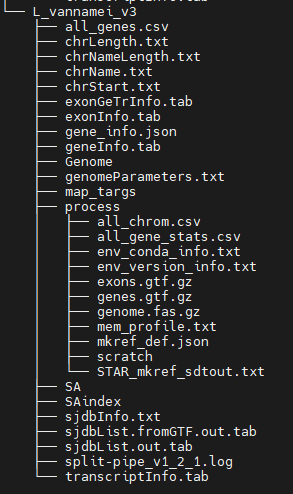 └── L_vannamei_v3
    ├── all_genes.csv
    ├── chrLength.txt
    ├── chrNameLength.txt
    ├── chrName.txt
    ├── chrStart.txt
    ├── exonGeTrInfo.tab
    ├── exonInfo.tab
    ├── gene_info.json
    ├── geneInfo.tab
    ├── Genome
    ├── genomeParameters.txt
    ├── map_targs
    ├── process
    │   ├── all_chrom.csv
    │   ├── all_gene_stats.csv
    │   ├── env_conda_info.txt
    │   ├── env_version_info.txt
    │   ├── exons.gtf.gz
    │   ├── genes.gtf.gz
    │   ├── genome.fas.gz
    │   ├── mem_profile.txt
    │   ├── mkref_def.json
    │   ├── scratch
    │   └── STAR_mkref_sdtout.txt
    ├── SA
    ├── SAindex
    ├── sjdbInfo.txt
    ├── sjdbList.fromGTF.out.tab
    ├── sjdbList.out.tab
    ├── split-pipe_v1_2_1.log
    └── transcriptInfo.tab